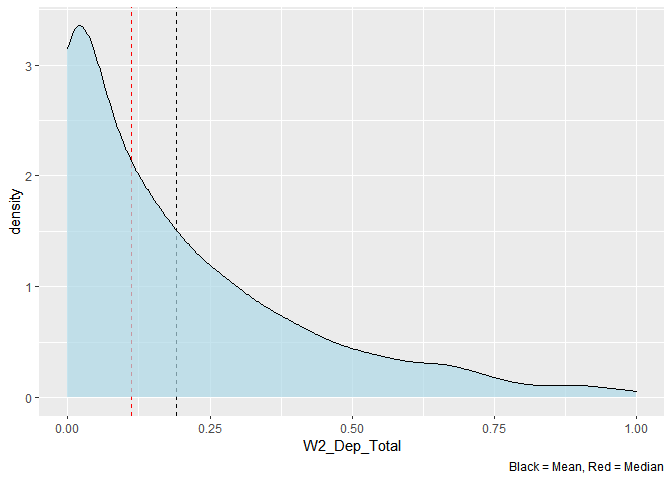 density
3
2
1
0
0.00 0.25 0.50 0.75 1.00
W2_Dep_Total
Black = Mean, Red = Median